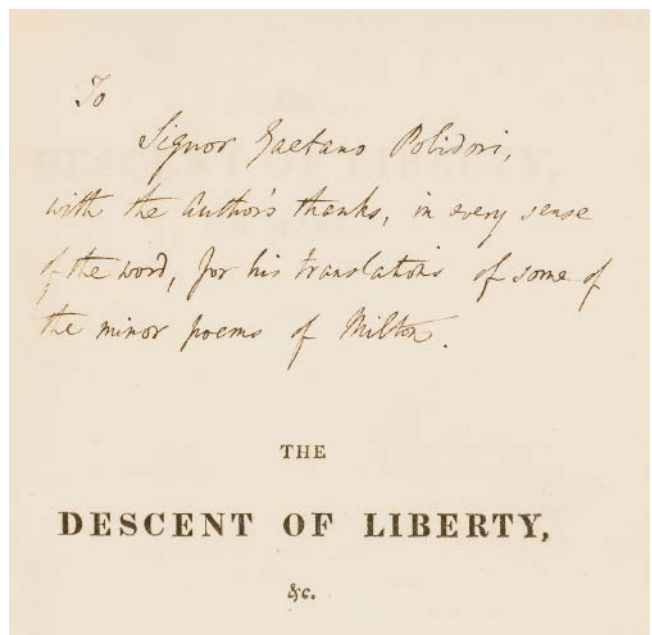 To
Signor Gaetano Polidori,
with the Author's thanks, in every sense
of the word, for his translations of some of
the minor poems of Milton.
THE
DESCENT OF LIBERTY,
&c.